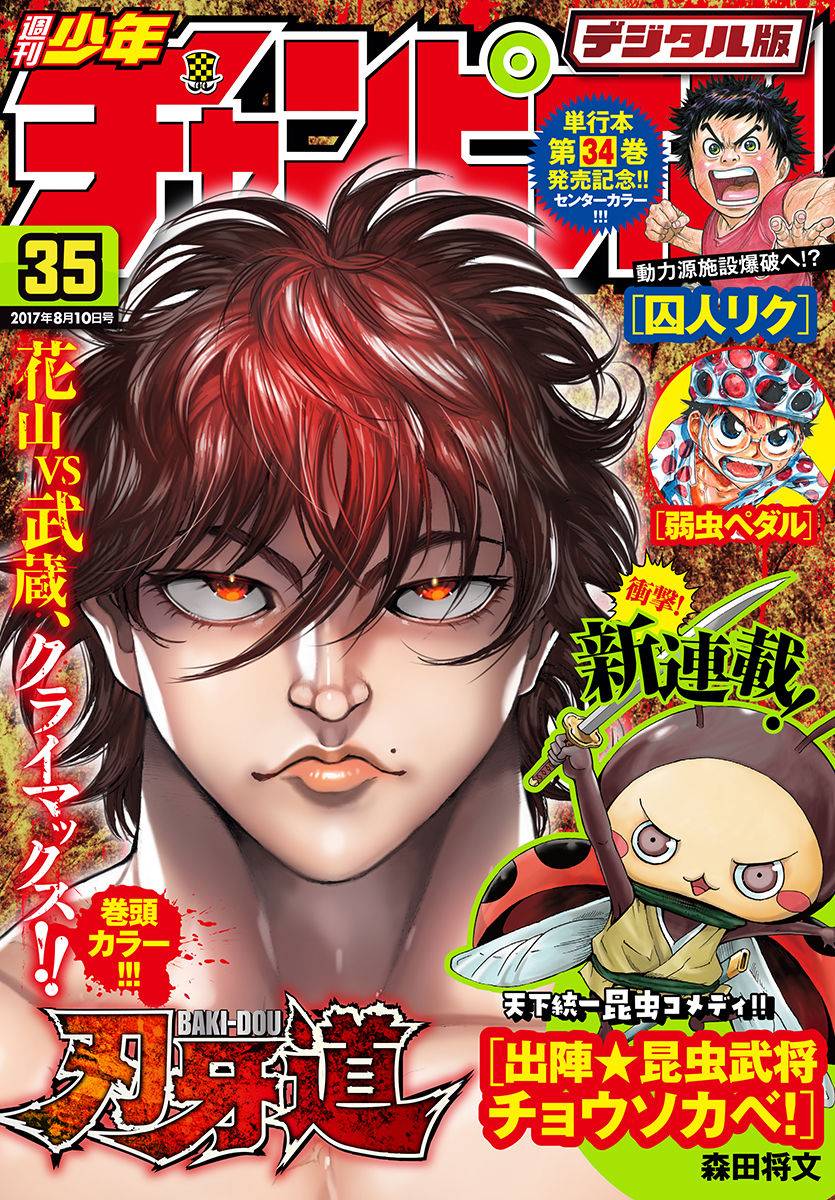 週刊少年
チャンピオン
デジタル版
単行本
第34巻
発売記念!!
センターカラー
!!!
動力源施設爆破へ!?
[囚人リク]
35
2017年8月10日号
[弱虫ペダル]
花山vs武蔵、クライマックス!!
衝撃!
新連載!
巻頭
カラー
!!!
BAKI-DOU
刃牙道
天下統一昆虫コメディ!!
[出陣★昆虫武将
チョウソカベ!]
森田将文